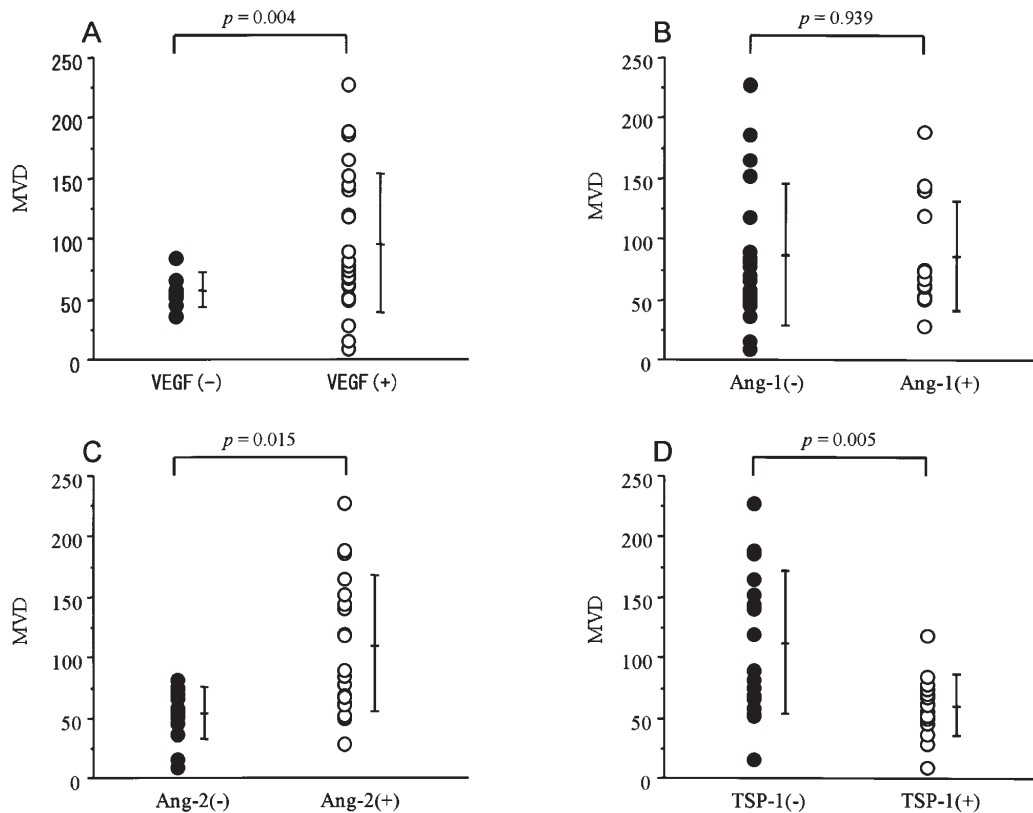 A
p = 0.004
250
200
150
100
50
0
MVD
VEGF (−)
VEGF (+)
B
p = 0.939
250
200
150
100
50
0
MVD
Ang-1(-)
Ang-1(+)
C
p = 0.015
250
200
150
100
50
0
MVD
Ang-2(-)
Ang-2(+)
D
p = 0.005
250
200
150
100
50
0
MVD
TSP-1(-)
TSP-1(+)